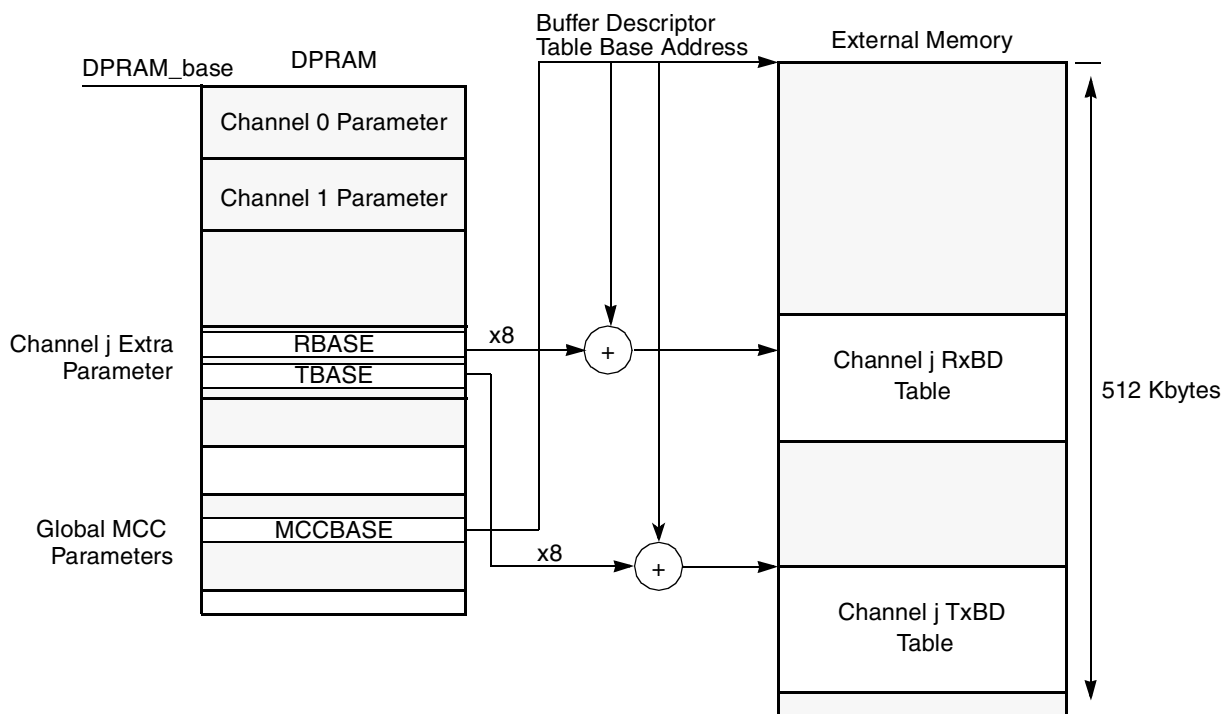 Buffer Descriptor
Table Base Address
External Memory
DPRAM_base
DPRAM
Channel 0 Parameter
Channel 1 Parameter
Channel j Extra
Parameter
RBASE
TBASE
x8
+
Channel j RxBD
Table
512 Kbytes
Global MCC
Parameters
MCCBASE
x8
+
Channel j TxBD
Table